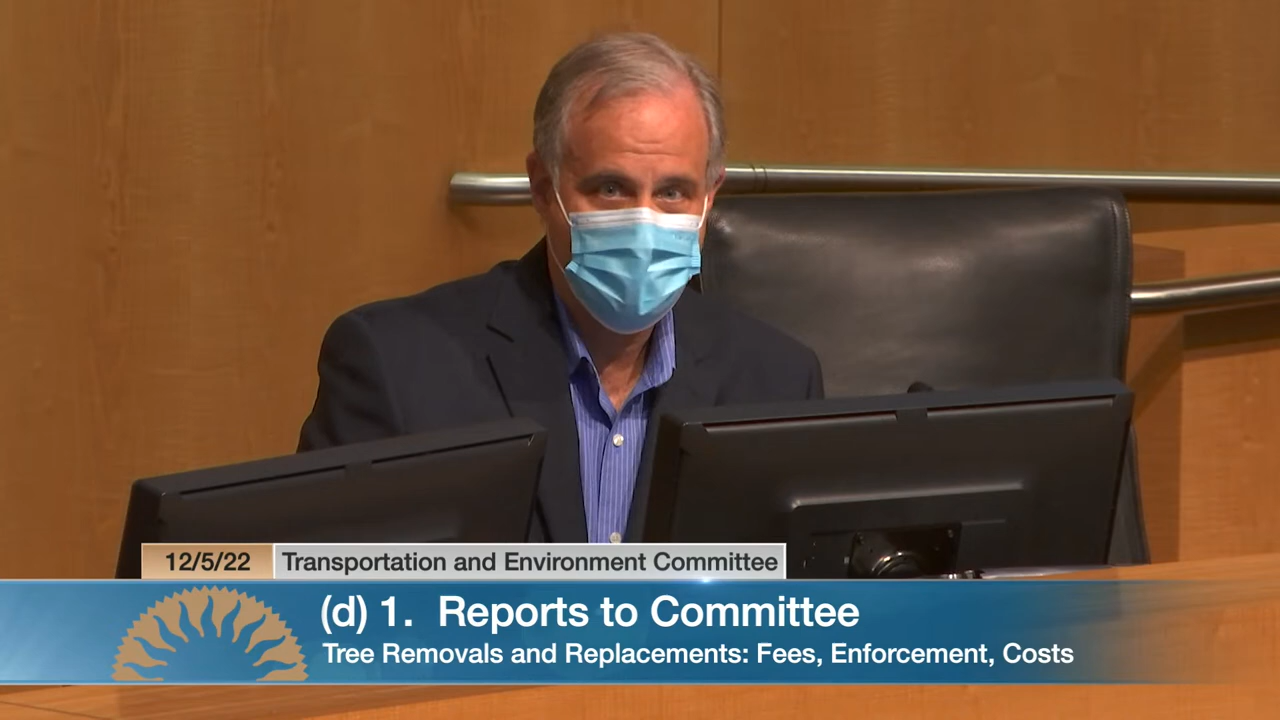 12/5/22 Transportation and Environment Committee
(d) 1. Reports to Committee
Tree Removals and Replacements: Fees, Enforcement, Costs